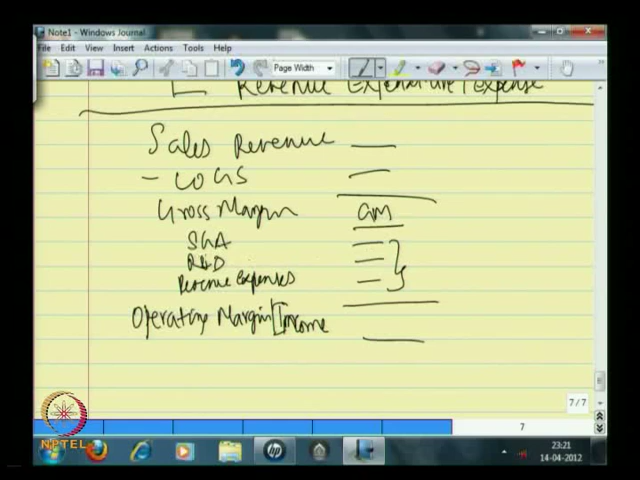 Note1 - Windows Journal
File Edit View Insert Actions Tools Help
Page Width
Revenue Expenditure / expense
Sales Revenue
- COGS
Gross Margin GM
SGA
R&D
Revenue expenses
Operating Margin [Income
7 / 7
7
NPTEL
hp
23:21
14-04-2012